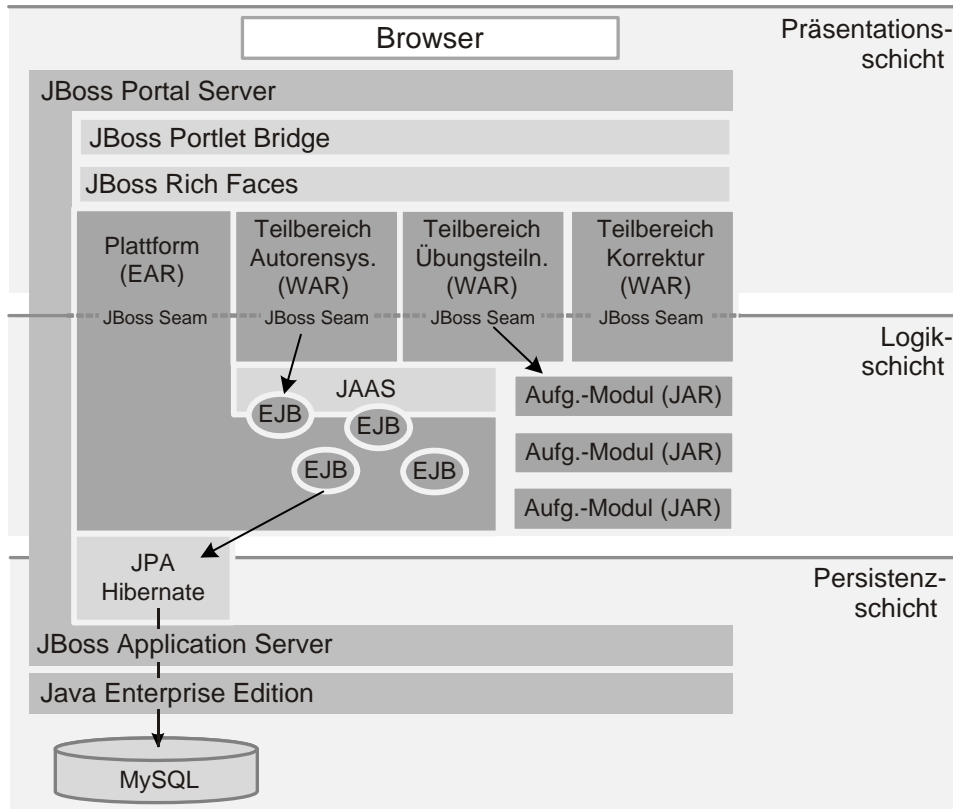 Browser
Präsentations-
schicht
JBoss Portal Server
JBoss Portlet Bridge
JBoss Rich Faces
Plattform
(EAR)
JBoss Seam
Teilbereich
Autorensys.
(WAR)
JBoss Seam
Teilbereich
Übungsteiln.
(WAR)
JBoss Seam
Teilbereich
Korrektur
(WAR)
JBoss Seam
Logik-
schicht
JAAS
EJB
EJB
EJB
EJB
Aufg.-Modul (JAR)
Aufg.-Modul (JAR)
Aufg.-Modul (JAR)
JPA
Hibernate
Persistenz-
schicht
JBoss Application Server
Java Enterprise Edition
MySQL